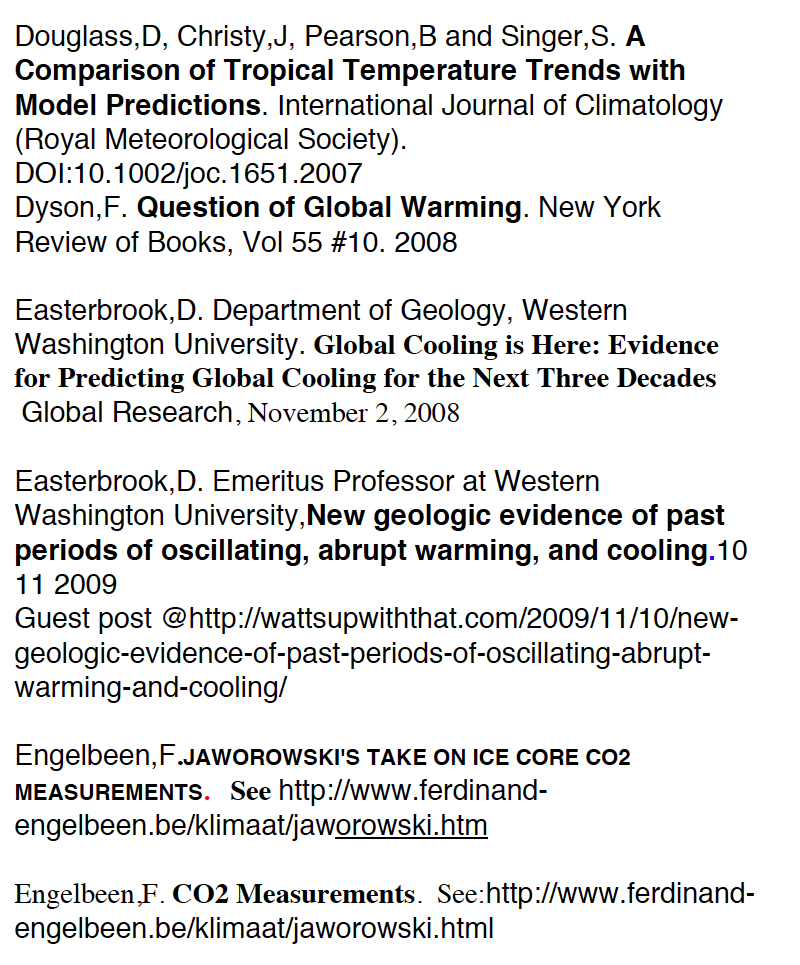 Douglass,D, Christy,J, Pearson,B and Singer,S. A
Comparison of Tropical Temperature Trends with
Model Predictions. International Journal of Climatology
(Royal Meteorological Society).
DOI:10.1002/joc.1651.2007
Dyson,F. Question of Global Warming. New York
Review of Books, Vol 55 #10. 2008
Easterbrook,D. Department of Geology, Western
Washington University. Global Cooling is Here: Evidence
for Predicting Global Cooling for the Next Three Decades
Global Research, November 2, 2008
Easterbrook,D. Emeritus Professor at Western
Washington University,New geologic evidence of past
periods of oscillating, abrupt warming, and cooling.10
11 2009
Guest post @http://wattsupwiththat.com/2009/11/10/new-
geologic-evidence-of-past-periods-of-oscillating-abrupt-
warming-and-cooling/
Engelbeen,F.JAWOROWSKI'S TAKE ON ICE CORE CO2
MEASUREMENTS. See http://www.ferdinand-
engelbeen.be/klimaat/jaworowski.htm
Engelbeen,F. CO2 Measurements. See:http://www.ferdinand-
engelbeen.be/klimaat/jaworowski.html